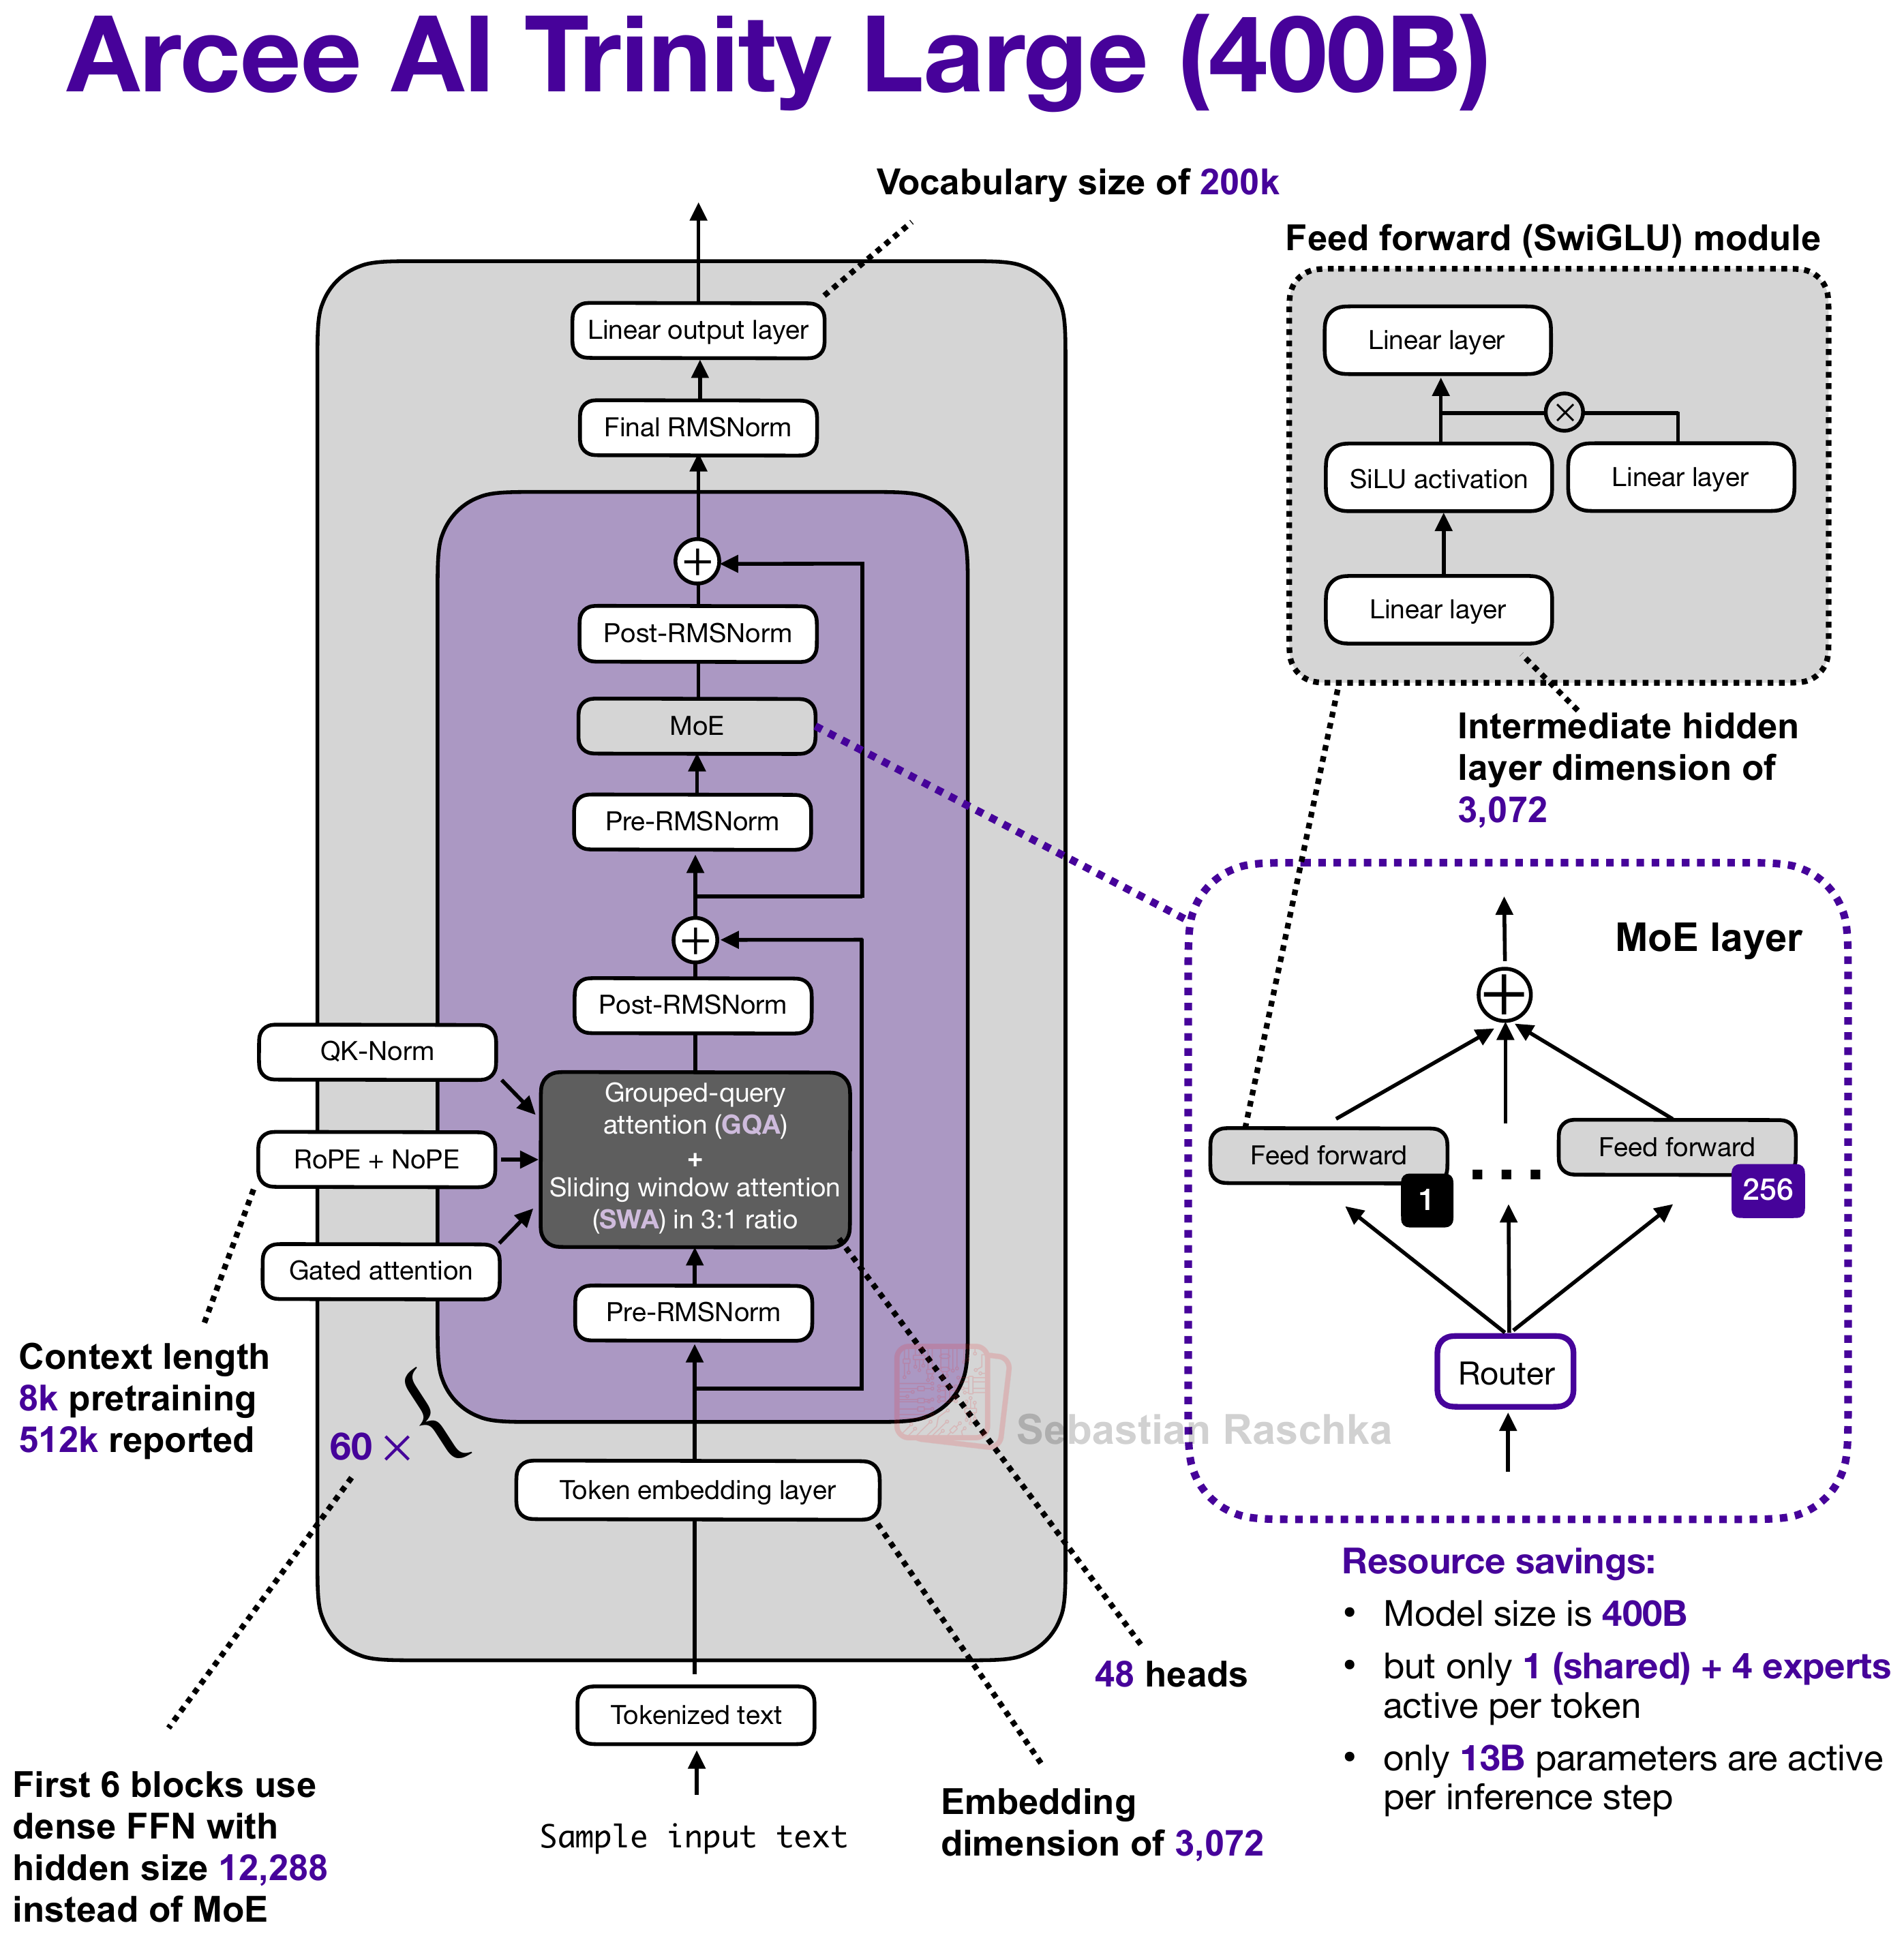 Arcee AI Trinity Large (400B)
Vocabulary size of 200k
Linear output layer
Final RMSNorm
Post-RMSNorm
MoE
Pre-RMSNorm
Post-RMSNorm
QK-Norm
RoPE + NoPE
Gated attention
Grouped-query
attention (GQA)
+
Sliding window attention
(SWA) in 3:1 ratio
Pre-RMSNorm
Context length
8k pretraining
512k reported
60 ×
Token embedding layer
Tokenized text
Sample input text
First 6 blocks use
dense FFN with
hidden size 12,288
instead of MoE
48 heads
Embedding
dimension of 3,072
Sebastian Raschka
Feed forward (SwiGLU) module
Linear layer
SiLU activation
Linear layer
Linear layer
Intermediate hidden
layer dimension of
3,072
MoE layer
Feed forward
1
. . .
Feed forward
256
Router
Resource savings:
• Model size is 400B
• but only 1 (shared) + 4 experts
active per token
• only 13B parameters are active
per inference step